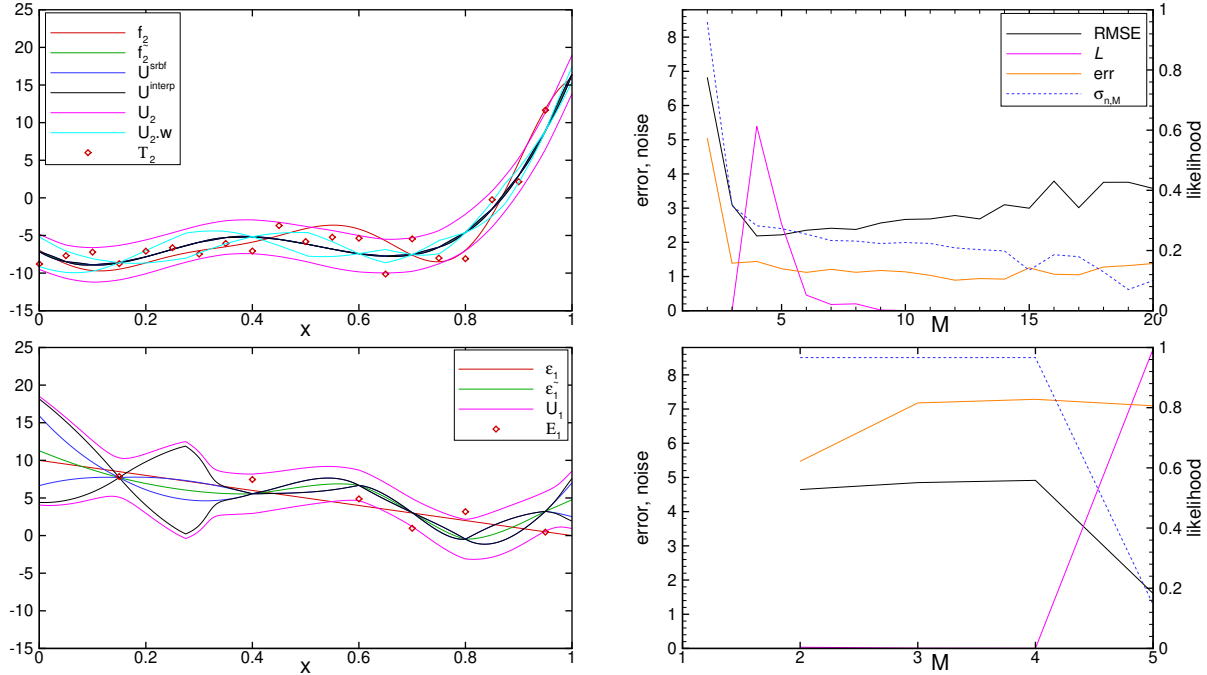 25
20
15
10
5
0
-5
-10
-15
0 0.2 0.4 0.6 0.8 1
x
f₂
f̃₂
Uˢʳᵇᶠ
Uⁱⁿᵗᵉʳᵖ
U₂
U₂.w
T₂
8
7
6
5
4
3
2
1
0
error, noise
5 10 15 20
M
1
0.8
0.6
0.4
0.2
0
likelihood
RMSE
L
err
σₙ,M
25
20
15
10
5
0
-5
-10
-15
0 0.2 0.4 0.6 0.8 1
x
ε₁
ε̃₁
U₁
E₁
8
7
6
5
4
3
2
1
0
error, noise
1 2 3 4 5
M
1
0.8
0.6
0.4
0.2
0
likelihood